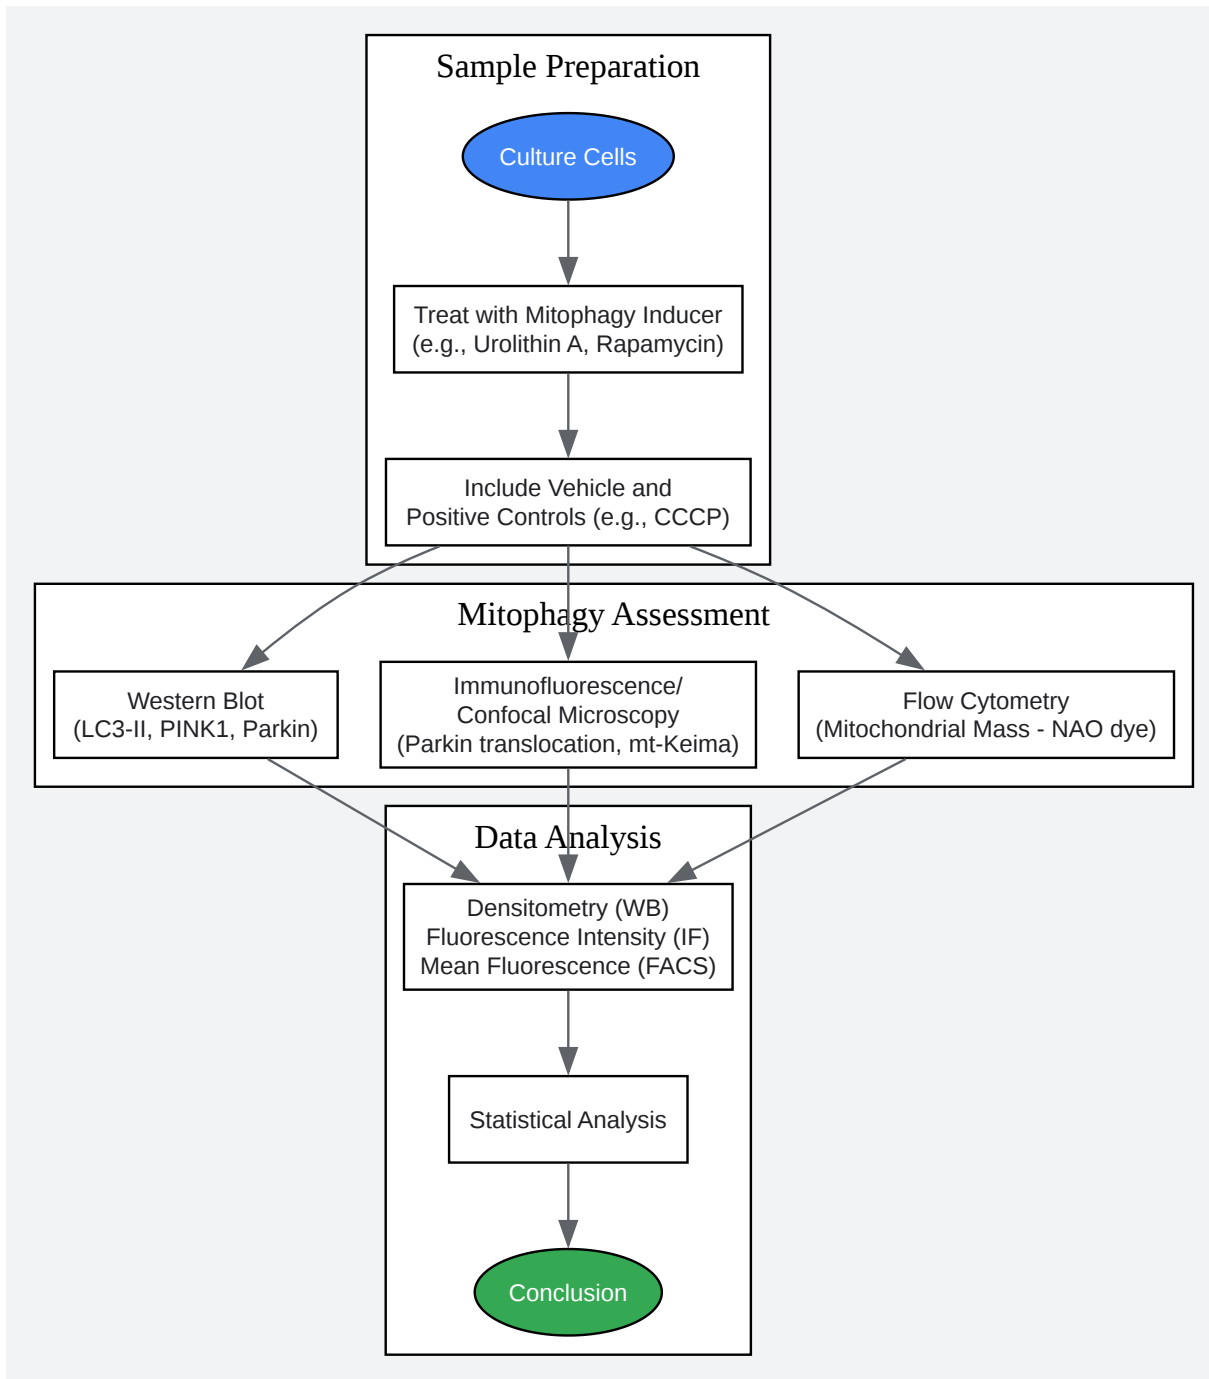 Sample Preparation
Culture Cells
Treat with Mitophagy Inducer
(e.g., Urolithin A, Rapamycin)
Include Vehicle and
Positive Controls (e.g., CCCP)
Mitophagy Assessment
Western Blot
(LC3-II, PINK1, Parkin)
Immunofluorescence/
Confocal Microscopy
(Parkin translocation, mt-Keima)
Flow Cytometry
(Mitochondrial Mass - NAO dye)
Data Analysis
Densitometry (WB)
Fluorescence Intensity (IF)
Mean Fluorescence (FACS)
Statistical Analysis
Conclusion